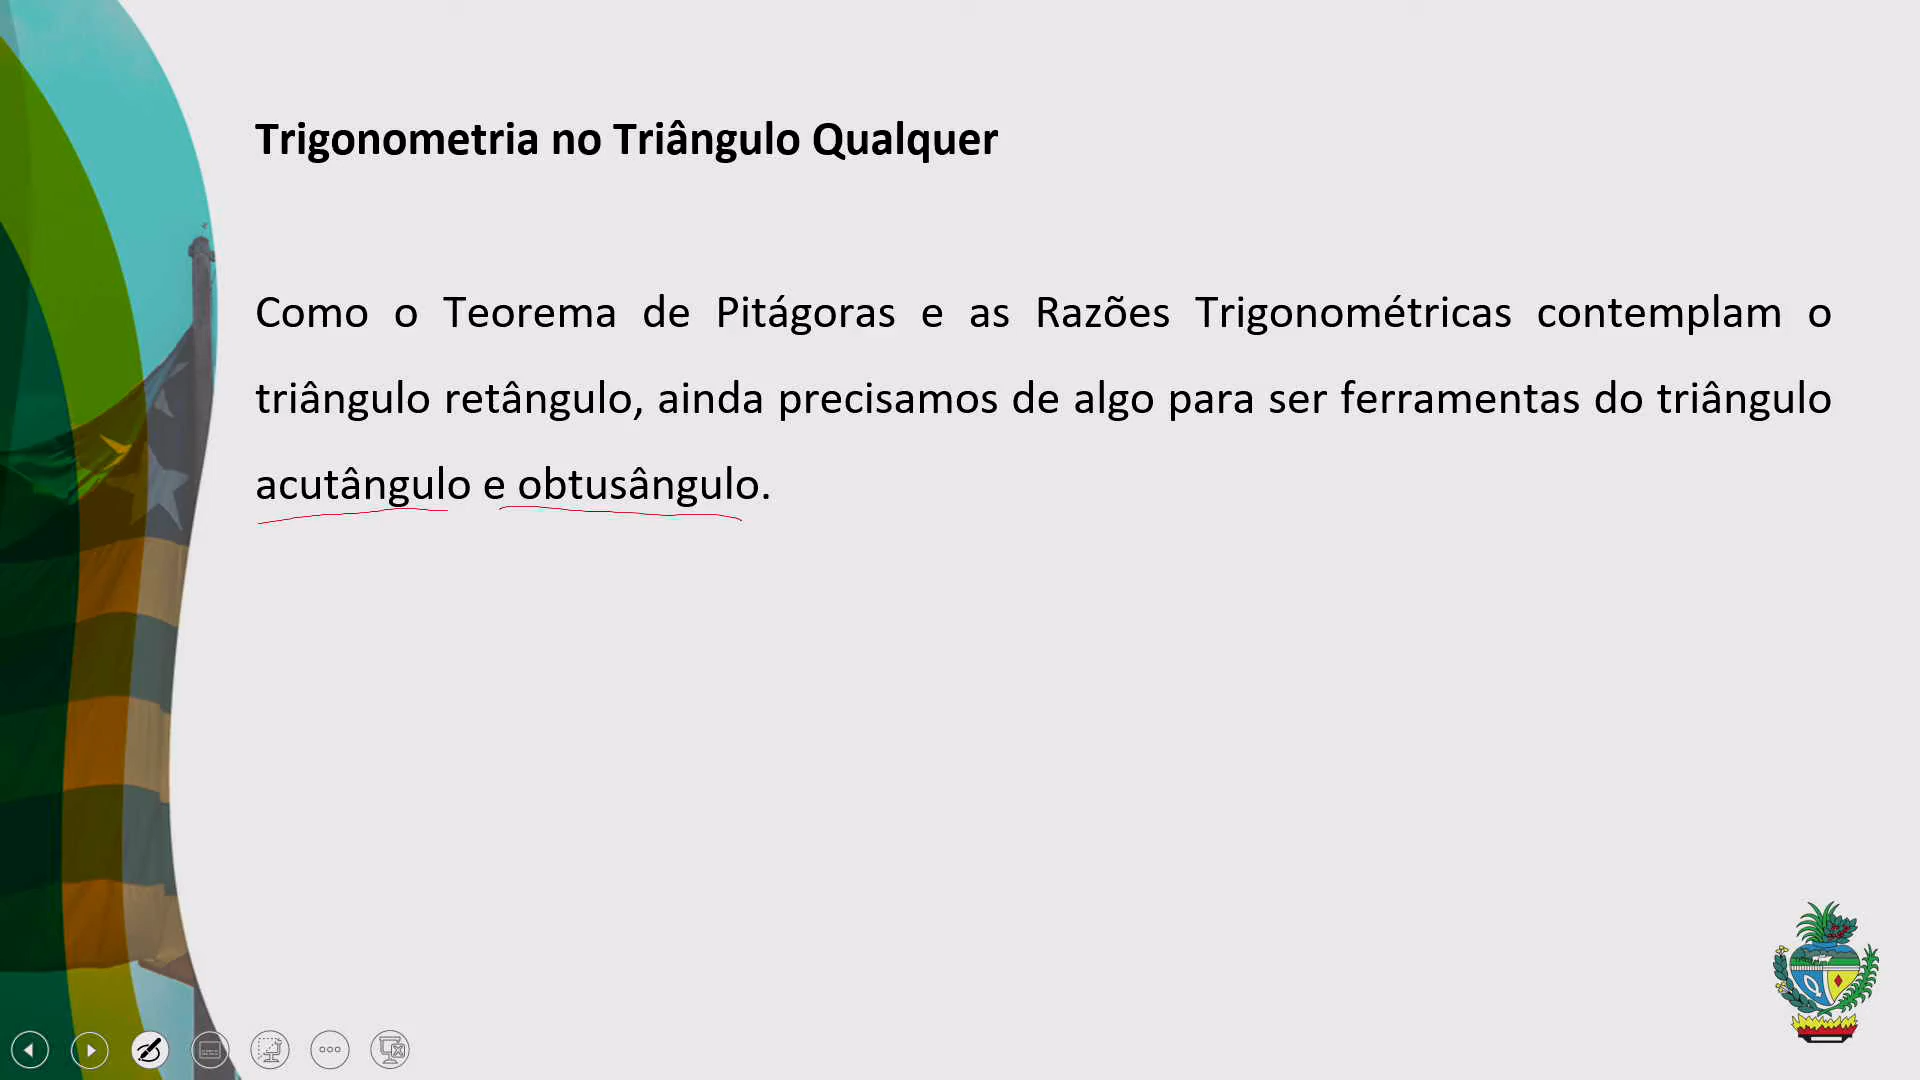 Trigonometria no Triângulo Qualquer
Como o Teorema de Pitágoras e as Razões Trigonométricas contemplam o
triângulo retângulo, ainda precisamos de algo para ser ferramentas do triângulo
acutângulo e obtusângulo.